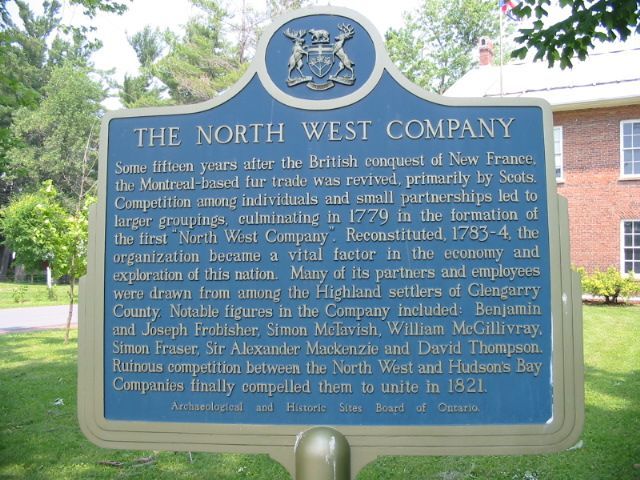 THE NORTH WEST COMPANY
Some fifteen years after the British conquest of New France,
the Montreal-based fur trade was revived, primarily by Scots.
Competition among individuals and small partnerships led to
larger groupings, culminating in 1779 in the formation of
the first "North West Company". Reconstituted, 1783-4, the
organization became a vital factor in the economy and
exploration of this nation. Many of its partners and employees
were drawn from among the Highland settlers of Glengarry
County. Notable figures in the Company included: Benjamin
and Joseph Frobisher, Simon McTavish, William McGillivray,
Simon Fraser, Sir Alexander Mackenzie and David Thompson.
Ruinous competition between the North West and Hudson's Bay
Companies finally compelled them to unite in 1821.
Archaeological and Historic Sites Board of Ontario.